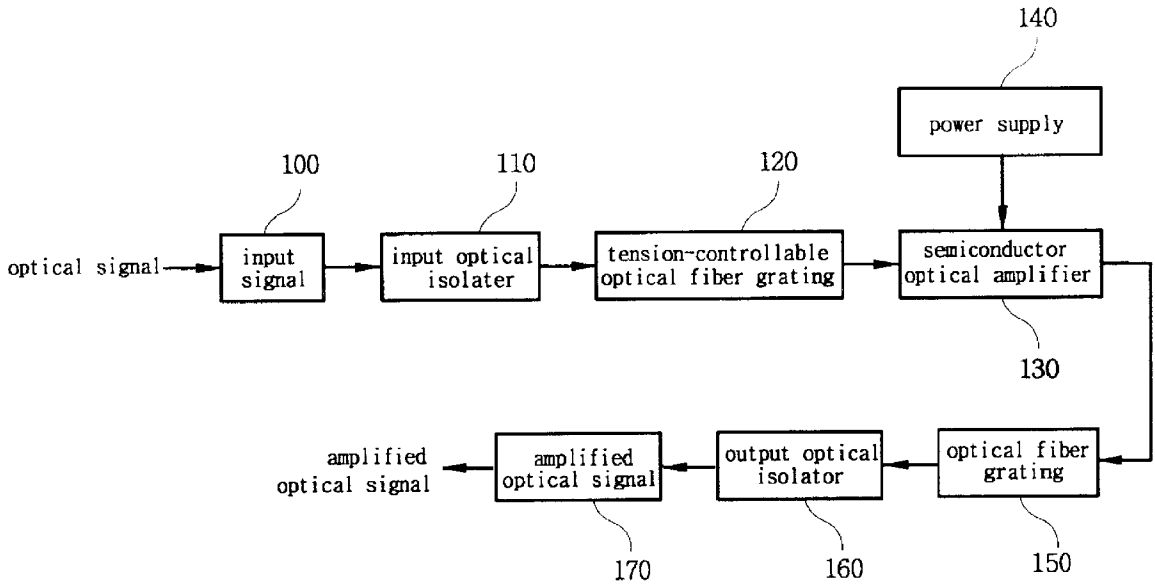 140
power supply
100
110
120
optical signal
input
signal
input optical
isolater
tension-controllable
optical fiber grating
semiconductor
optical amplifier
130
amplified
optical signal
amplified
optical signal
output optical
isolator
optical fiber
grating
170
160
150